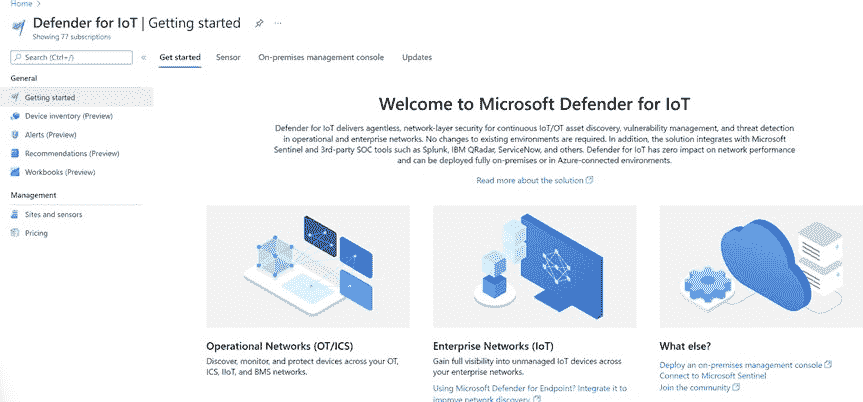 Home >
Defender for IoT | Getting started
Showing 77 subscriptions
Search (Ctrl+/)
Get started Sensor On-premises management console Updates
General
Getting started
Device inventory (Preview)
Alerts (Preview)
Recommendations (Preview)
Workbooks (Preview)
Management
Sites and sensors
Pricing
Welcome to Microsoft Defender for IoT
Defender for IoT delivers agentless, network-layer security for continuous IoT/OT asset discovery, vulnerability management, and threat detection
in operational and enterprise networks. No changes to existing environments are required. In addition, the solution integrates with Microsoft
Sentinel and 3rd-party SOC tools such as Splunk, IBM QRadar, ServiceNow, and others. Defender for IoT has zero impact on network performance
and can be deployed fully on-premises or in Azure-connected environments.
Read more about the solution
Operational Networks (OT/ICS)
Discover, monitor, and protect devices across your OT,
ICS, IIoT, and BMS networks.
Enterprise Networks (IoT)
Gain full visibility into unmanaged IoT devices across
your enterprise networks.
Using Microsoft Defender for Endpoint? Integrate it to
improve network discovery
What else?
Deploy an on-premises management console
Connect to Microsoft Sentinel
Join the community